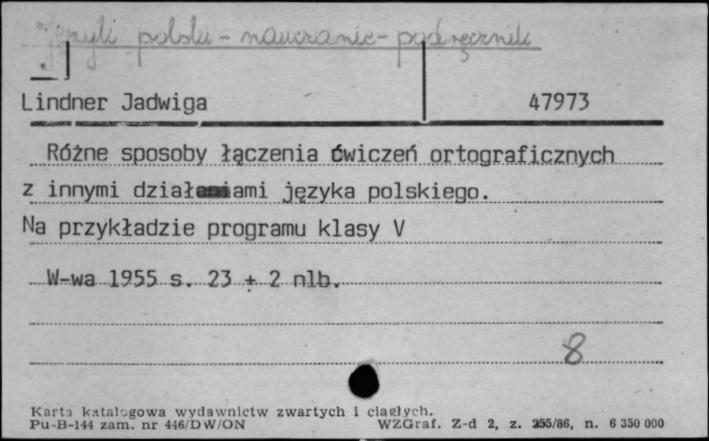 język polski - nauczanie - podręczniki
Lindner Jadwiga 47973
Różne sposoby łączenia ćwiczeń ortograficznych
z innymi działami języka polskiego.
Na przykładzie programu klasy V
W-wa 1955 s. 23 + 2 nlb.
8
Karta katalogowa wydawnictw zwartych i ciągłych.
Pu-B-144 zam. nr 446/DW/ON WZGraf. Z-d 2, z. 255/86, n. 6 350 000